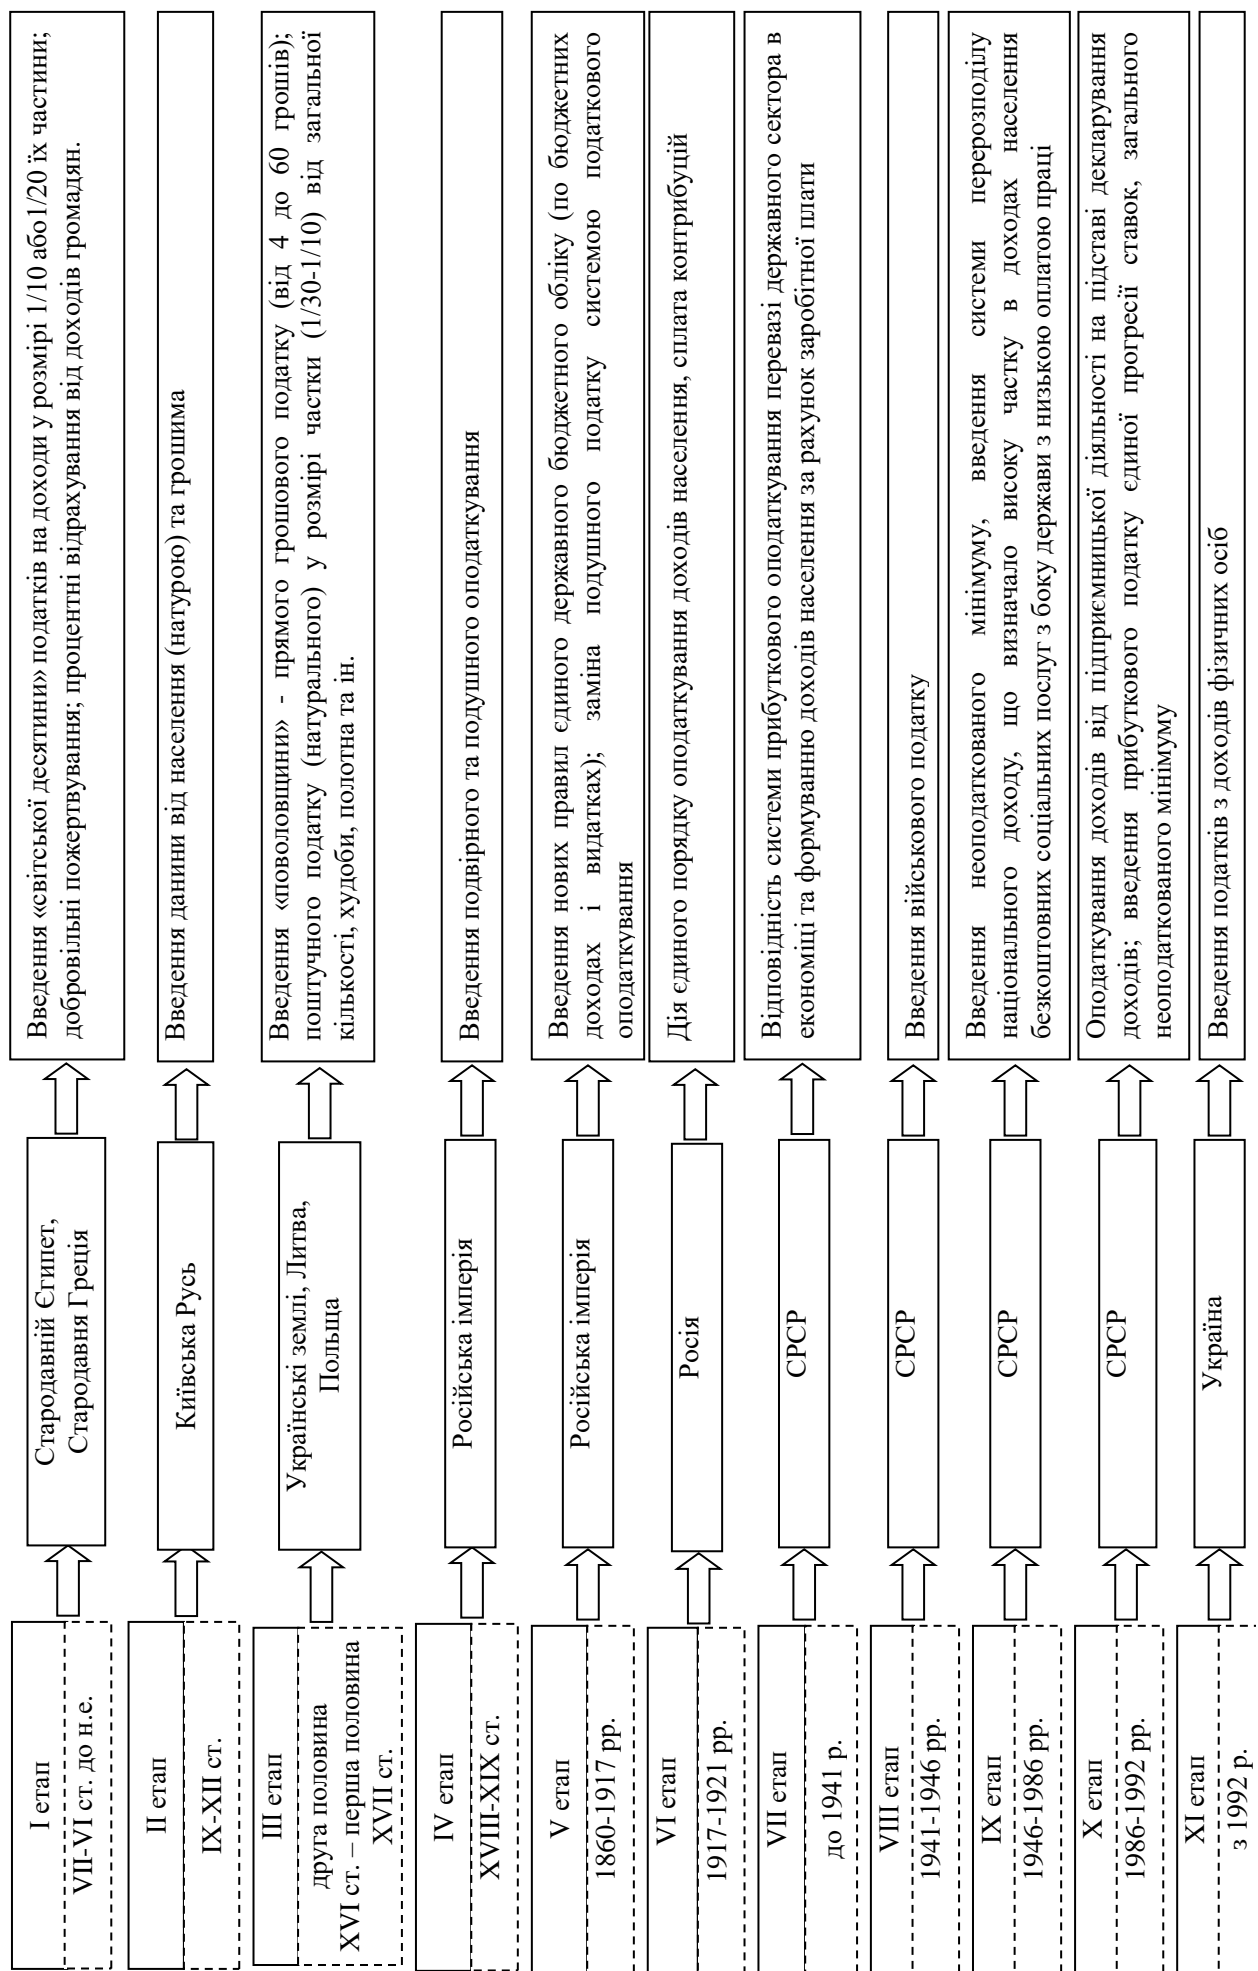 І етап
VII-VI ст. до н.е.
Стародавній Єгипет,
Стародавня Греція
Введення «світської десятини» податків на доходи у розмірі 1/10 або1/20 їх частини;
добровільні пожертвування; процентні відрахування від доходів громадян.
ІІ етап
IX-XII ст.
Київська Русь
Введення данини від населення (натурою) та грошима
ІІІ етап
друга половина
XVI ст. – перша половина
XVII ст.
Українські землі, Литва,
Польща
Введення «поволовщини» - прямого грошового податку (від 4 до 60 грошів);
поштучного податку (натурального) у розмірі частки (1/30-1/10) від загальної
кількості, худоби, полотна та ін.
IV етап
XVIII-XIX ст.
Російська імперія
Введення подвірного та подушного оподаткування
V етап
1860-1917 рр.
Російська імперія
Введення нових правил єдиного державного бюджетного обліку (по бюджетних
доходах і видатках); заміна подушного податку системою податкового
оподаткування
VI етап
1917-1921 рр.
Росія
Дія єдиного порядку оподаткування доходів населення, сплата контрибуцій
VII етап
до 1941 р.
СРСР
Відповідність системи прибуткового оподаткування перевазі державного сектора в
економіці та формуванню доходів населення за рахунок заробітної плати
VIII етап
1941-1946 рр.
СРСР
Введення військового податку
IX етап
1946-1986 рр.
СРСР
Введення неоподаткованого мінімуму, введення системи перерозподілу
національного доходу, що визначало високу частку в доходах населення
безкоштовних соціальних послуг з боку держави з низькою оплатою праці
X етап
1986-1992 рр.
СРСР
Оподаткування доходів від підприємницької діяльності на підставі декларування
доходів; введення прибуткового податку єдиної прогресії ставок, загального
неоподаткованого мінімуму
XI етап
з 1992 р.
Україна
Введення податків з доходів фізичних осіб